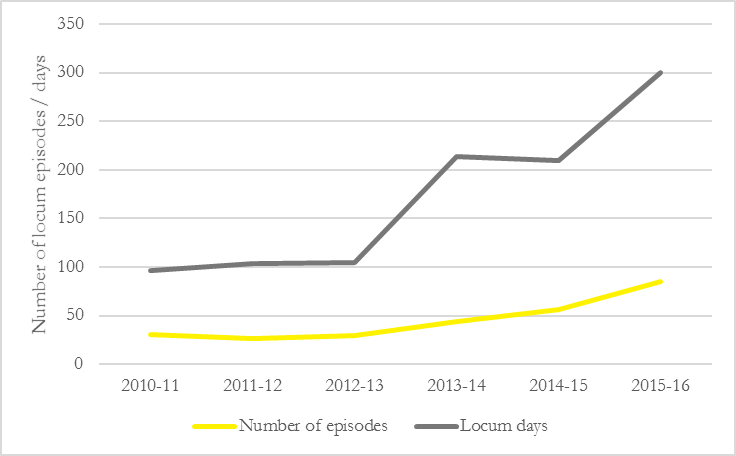 Number of locum episodes / days
350
300
250
200
150
100
50
0
2010-11 2011-12 2012-13 2013-14 2014-15 2015-16
Number of episodes Locum days